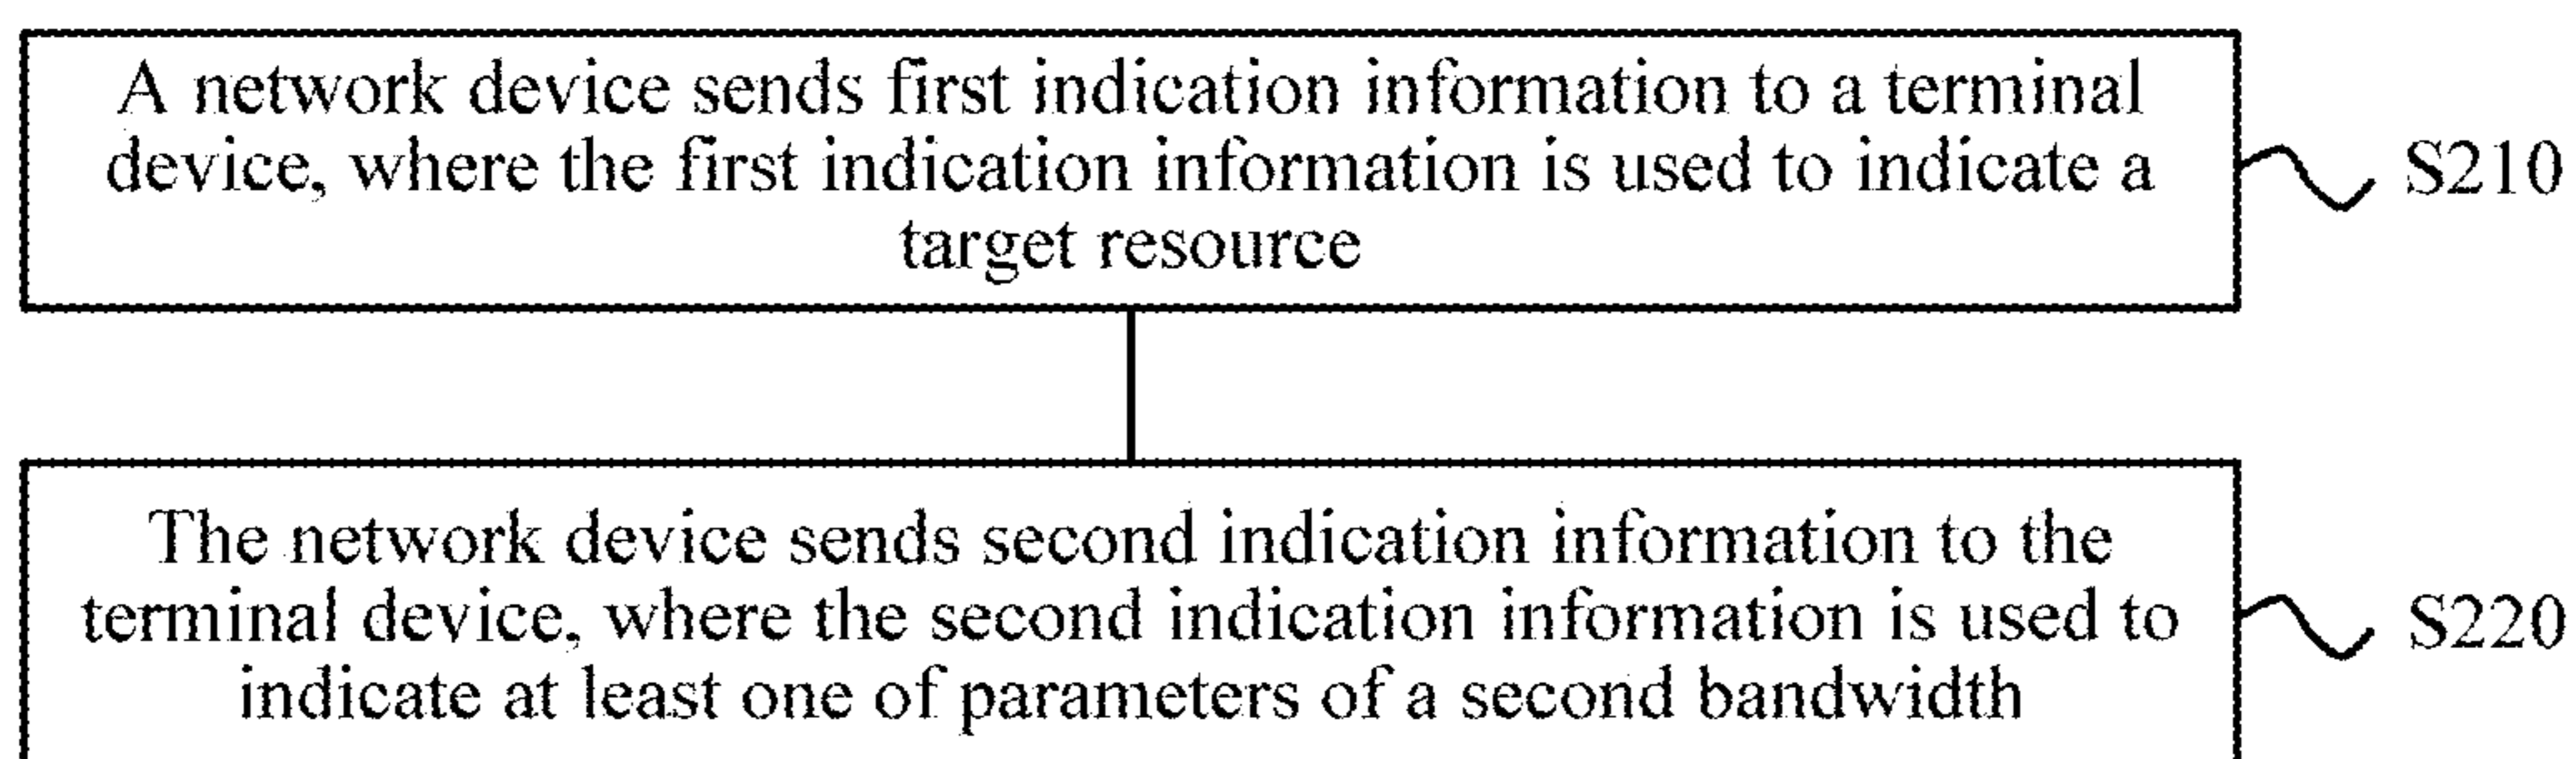 A network device sends first indication information to a terminal
device, where the first indication information is used to indicate a
target resource
S210
The network device sends second indication information to the
terminal device, where the second indication information is used to
indicate at least one of parameters of a second bandwidth
S220